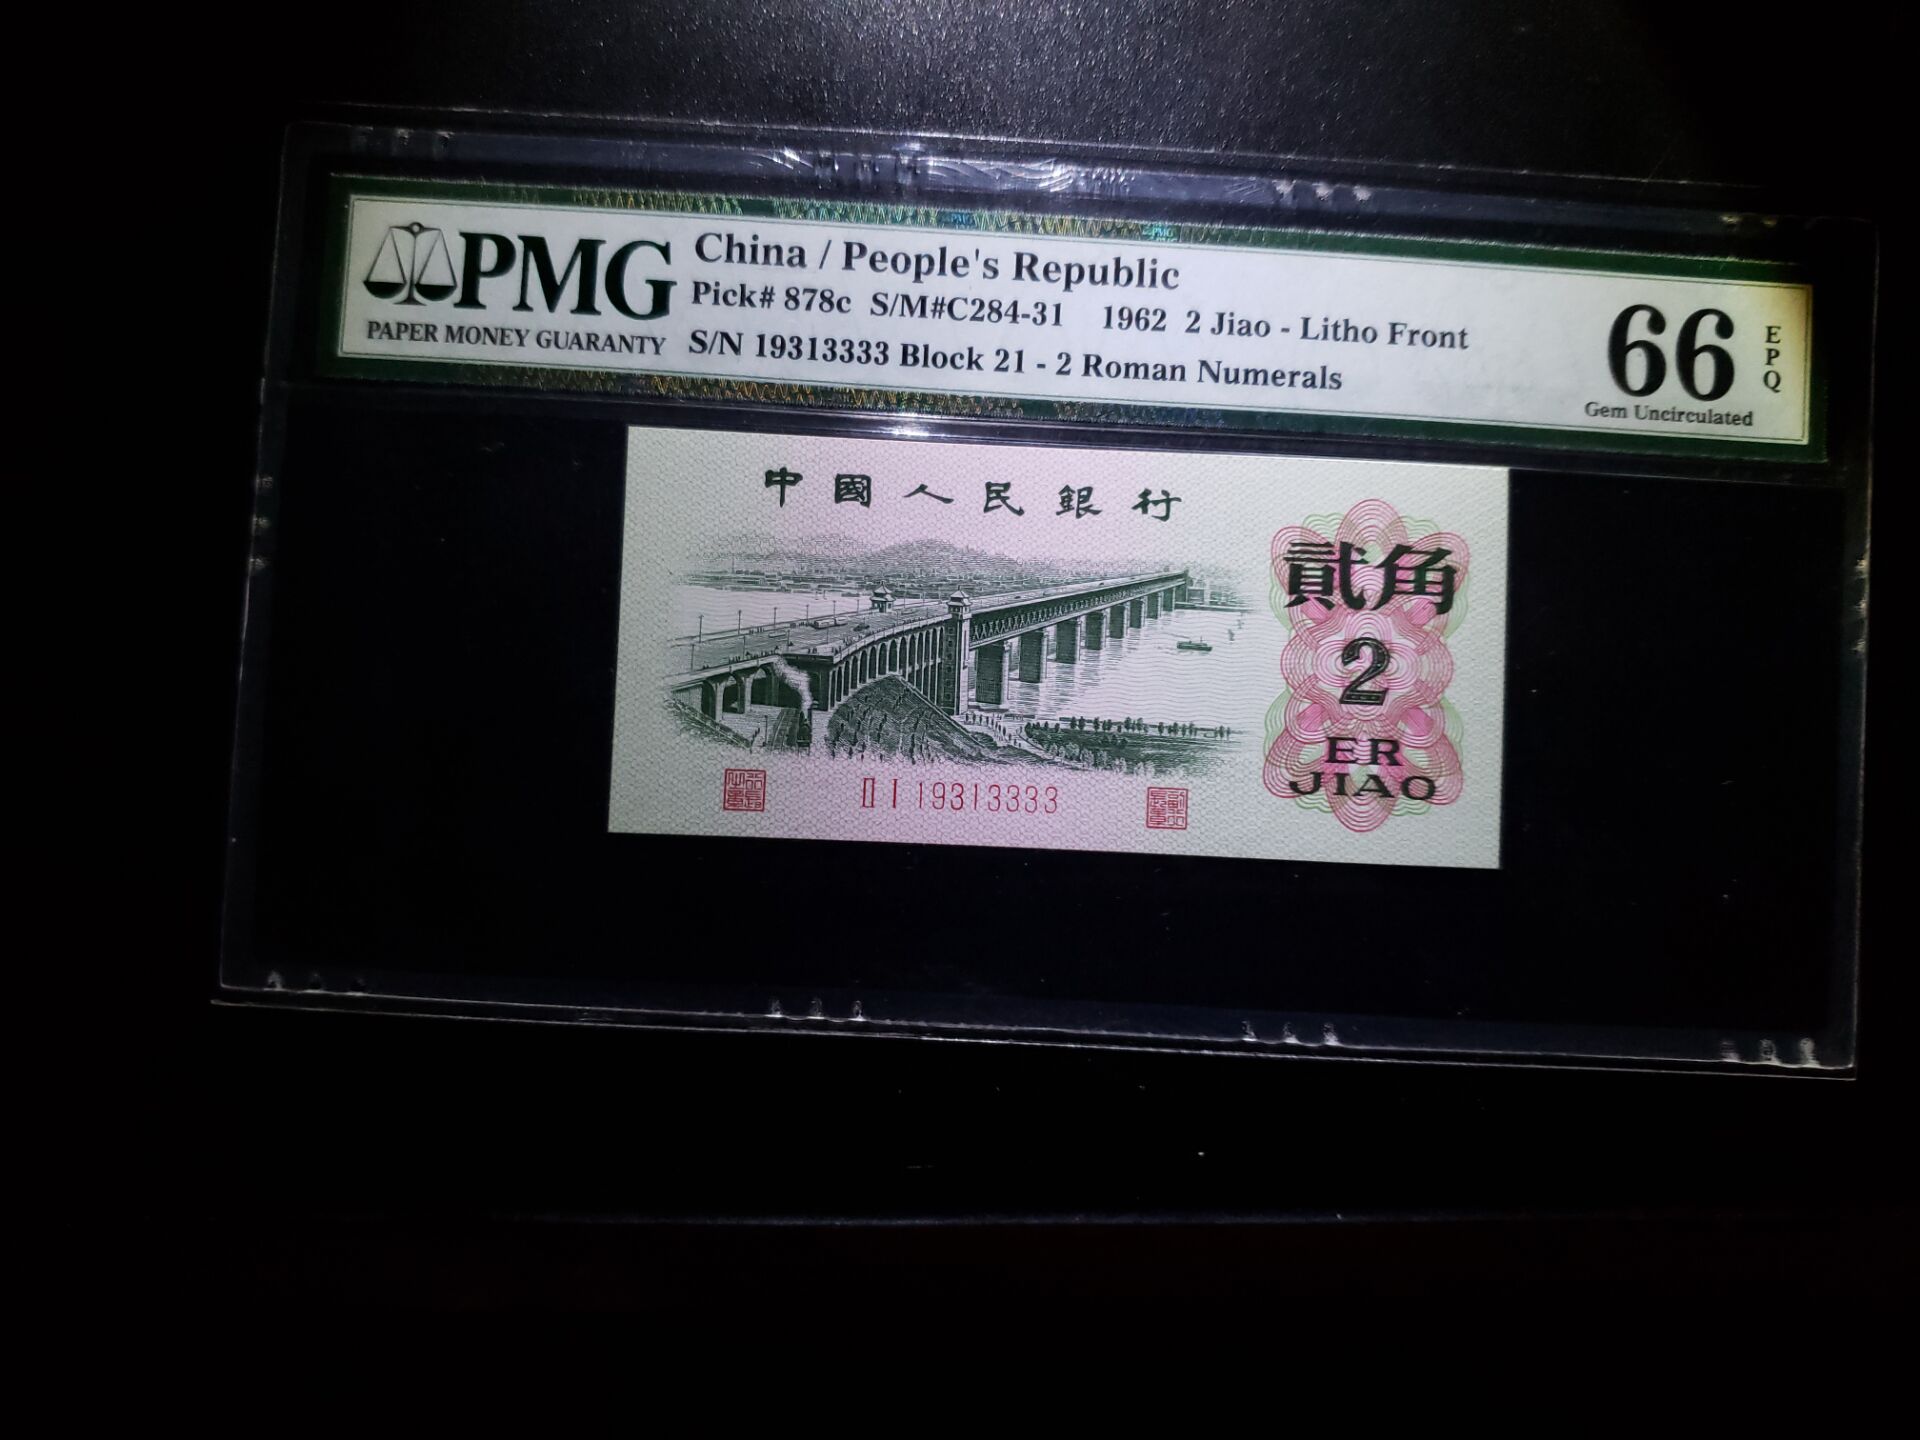 PMG
PAPER MONEY GUARANTY
China / People's Republic
Pick# 878c S/M#C284-31 1962 2 Jiao - Litho Front
S/N 19313333 Block 21 - 2 Roman Numerals
66
EPQ
Gem Uncirculated
中國人民銀行
貳角
2
ER
JIAO
II I 19313333